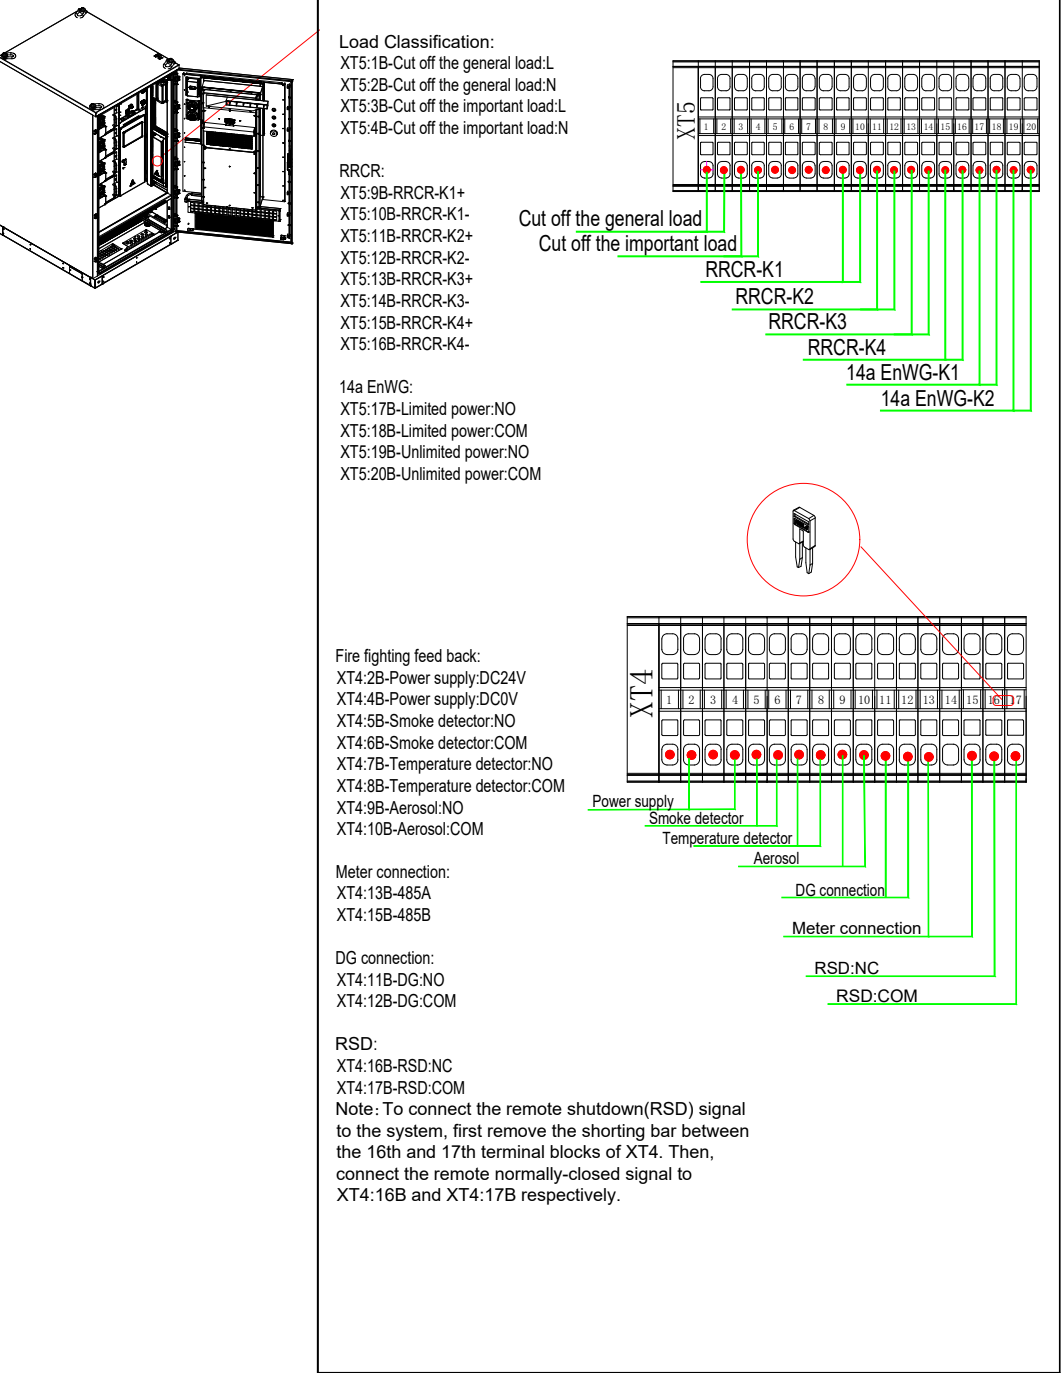 Load Classification:
XT5:1B-Cut off the general load:L
XT5:2B-Cut off the general load:N
XT5:3B-Cut off the important load:L
XT5:4B-Cut off the important load:N
RRCR:
XT5:9B-RRCR-K1+
XT5:10B-RRCR-K1-
XT5:11B-RRCR-K2+
XT5:12B-RRCR-K2-
XT5:13B-RRCR-K3+
XT5:14B-RRCR-K3-
XT5:15B-RRCR-K4+
XT5:16B-RRCR-K4-
14a EnWG:
XT5:17B-Limited power:NO
XT5:18B-Limited power:COM
XT5:19B-Unlimited power:NO
XT5:20B-Unlimited power:COM
XT5
1 2 3 4 5 6 7 8 9 10 11 12 13 14 15 16 17 18 19 20
Cut off the general load
Cut off the important load
RRCR-K1
RRCR-K2
RRCR-K3
RRCR-K4
14a EnWG-K1
14a EnWG-K2
Fire fighting feed back:
XT4:2B-Power supply:DC24V
XT4:4B-Power supply:DC0V
XT4:5B-Smoke detector:NO
XT4:6B-Smoke detector:COM
XT4:7B-Temperature detector:NO
XT4:8B-Temperature detector:COM
XT4:9B-Aerosol:NO
XT4:10B-Aerosol:COM
Meter connection:
XT4:13B-485A
XT4:15B-485B
DG connection:
XT4:11B-DG:NO
XT4:12B-DG:COM
RSD:
XT4:16B-RSD:NC
XT4:17B-RSD:COM
Note:To connect the remote shutdown(RSD) signal
to the system, first remove the shorting bar between
the 16th and 17th terminal blocks of XT4. Then,
connect the remote normally-closed signal to
XT4:16B and XT4:17B respectively.
XT4
1 2 3 4 5 6 7 8 9 10 11 12 13 14 15 16 17
Power supply
Smoke detector
Temperature detector
Aerosol
DG connection
Meter connection
RSD:NC
RSD:COM